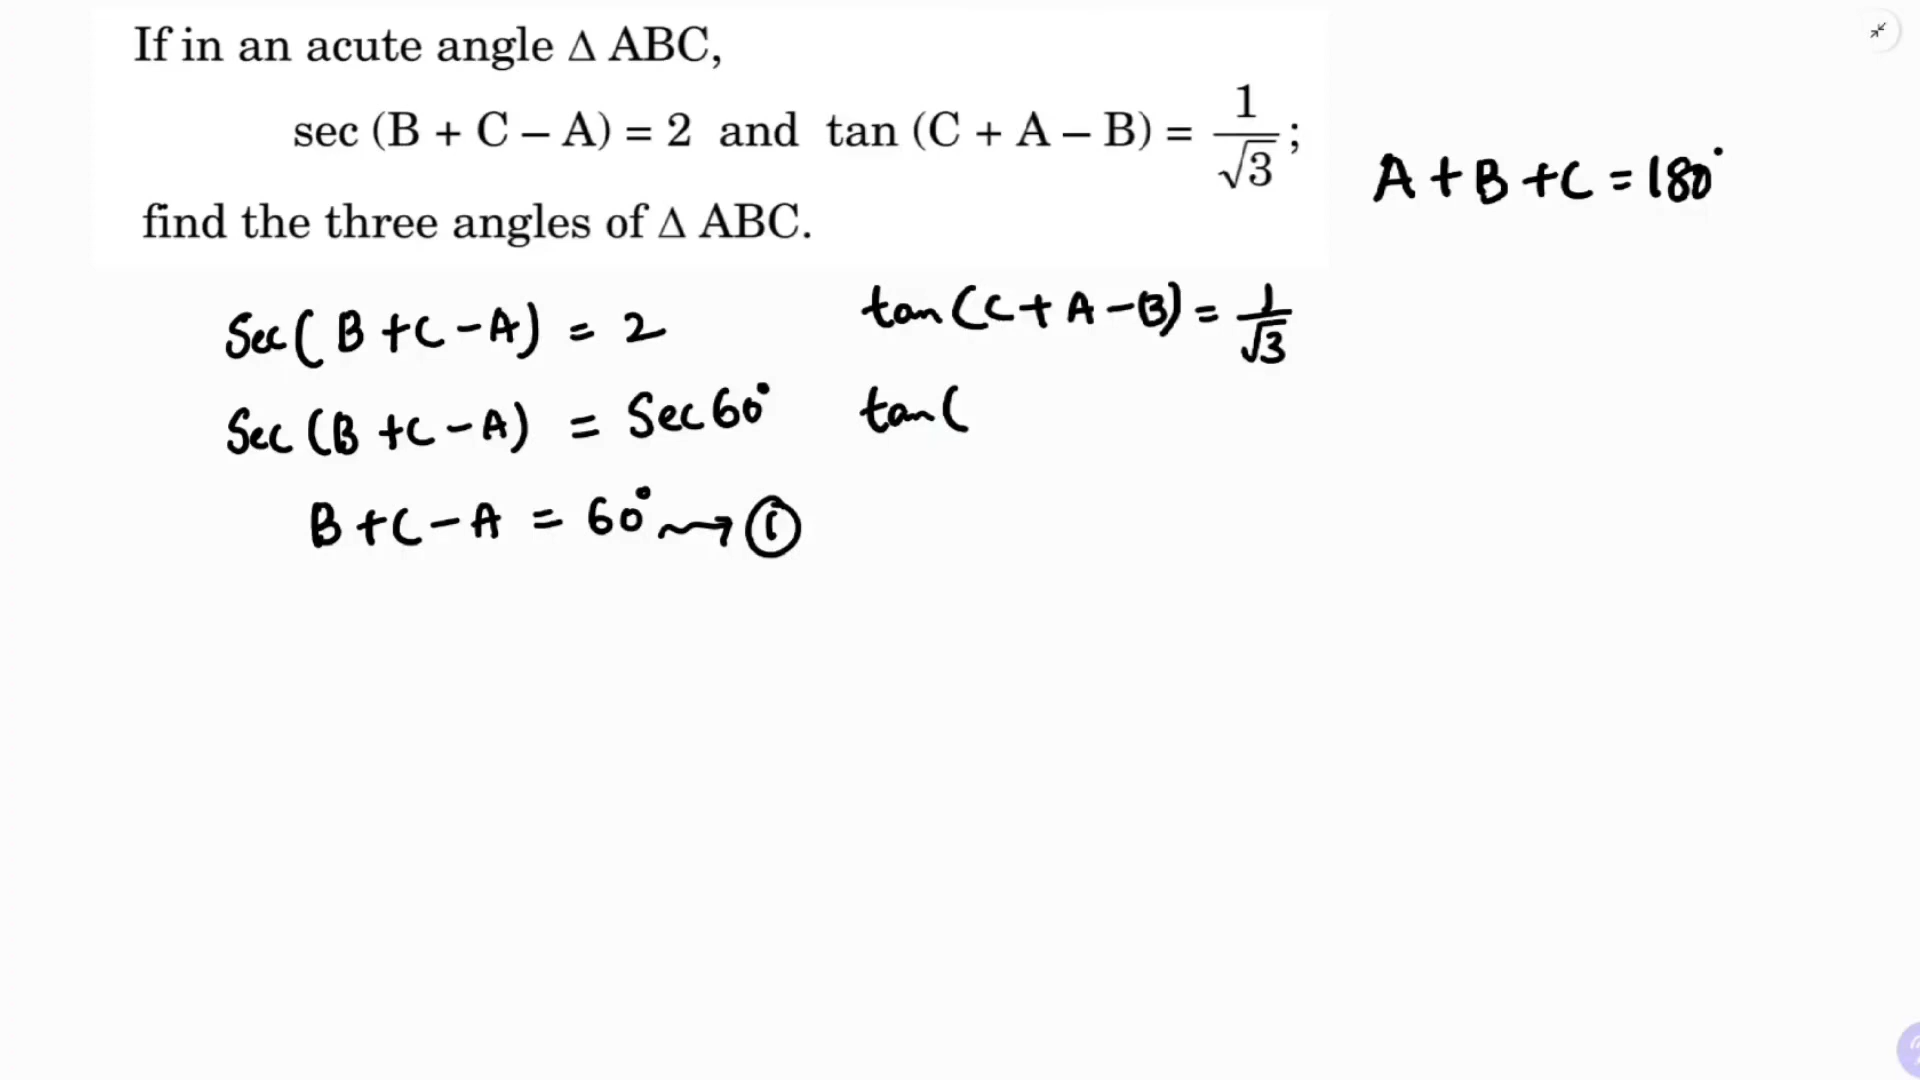 If in an acute angle Δ ABC,
sec (B + C – A) = 2 and tan (C + A – B) = 1/√3 ;
find the three angles of Δ ABC.
A + B + C = 180°
Sec( B + C - A) = 2
tan (C + A - B) = 1/√3
Sec (B + C - A) = Sec 60°
tan (
B + C - A = 60° ⟿ ①